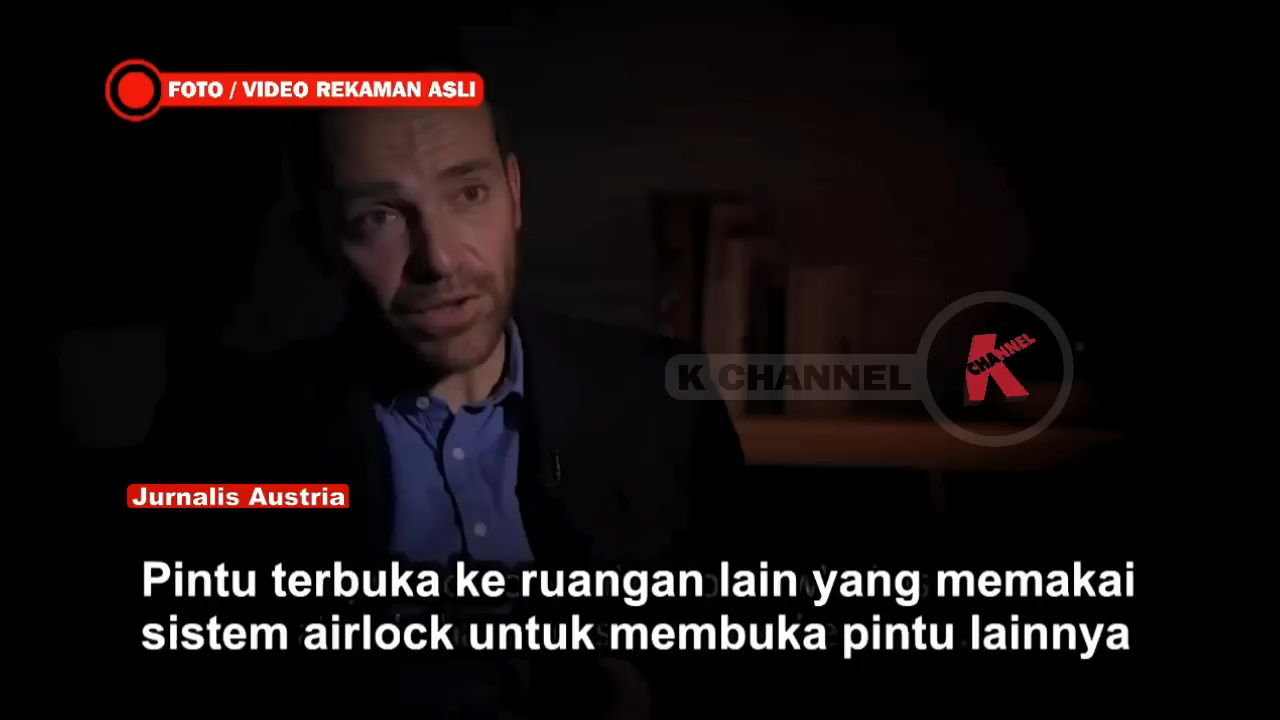 FOTO / VIDEO REKAMAN ASLI
K CHANNEL
K CHANNEL
Jurnalis Austria
Pintu terbuka ke ruangan lain yang memakai
sistem airlock untuk membuka pintu lainnya